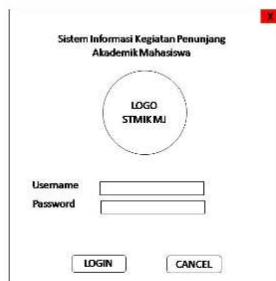 X
Sistem Informasi Kegiatan Penunjang
Akademik Mahasiswa
LOGO
STMIK MJ
Username
Password
LOGIN
CANCEL